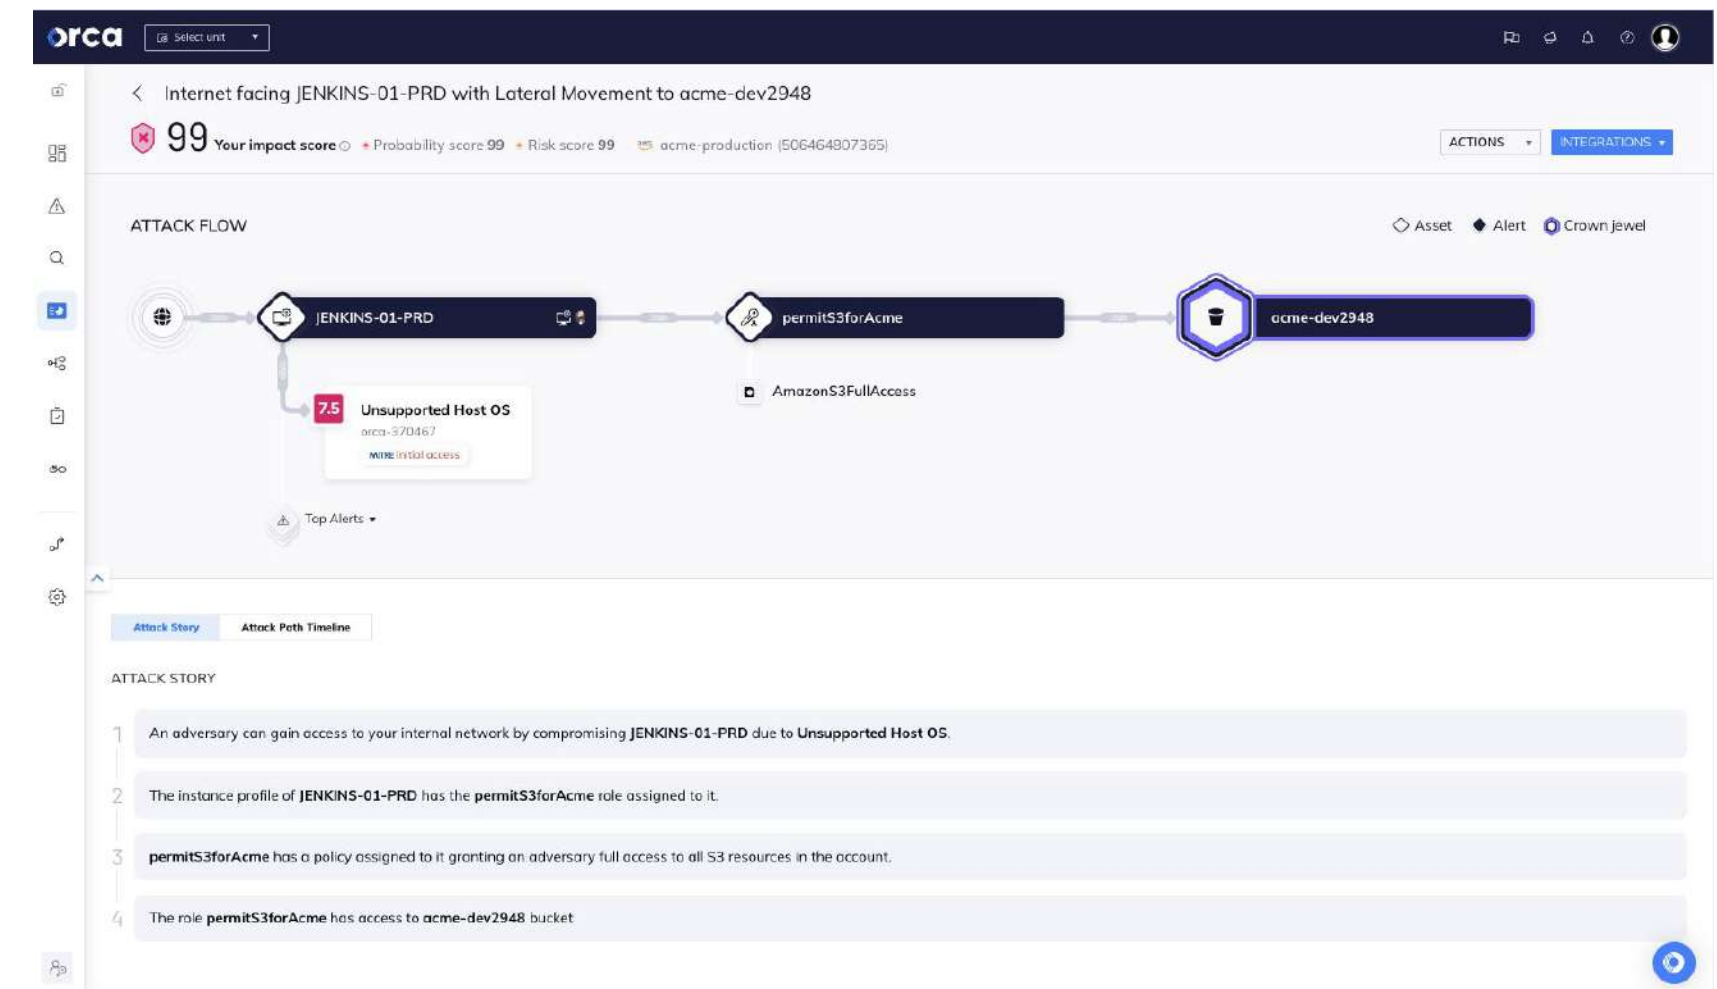 orca
Select unit
Internet facing JENKINS-01-PRD with Lateral Movement to acme-dev2948
99 Your impact score Probability score 99 Risk score 99 aws acme-production (506464807365)
ACTIONS
INTEGRATIONS
ATTACK FLOW
Asset Alert Crown jewel
JENKINS-01-PRD
permitS3forAcme
acme-dev2948
7.5 Unsupported Host OS
orca-370467
MITRE Initial access
AmazonS3FullAccess
Top Alerts
Attack Story
Attack Path Timeline
ATTACK STORY
1 An adversary can gain access to your internal network by compromising JENKINS-01-PRD due to Unsupported Host OS.
2 The instance profile of JENKINS-01-PRD has the permitS3forAcme role assigned to it.
3 permitS3forAcme has a policy assigned to it granting an adversary full access to all S3 resources in the account.
4 The role permitS3forAcme has access to acme-dev2948 bucket